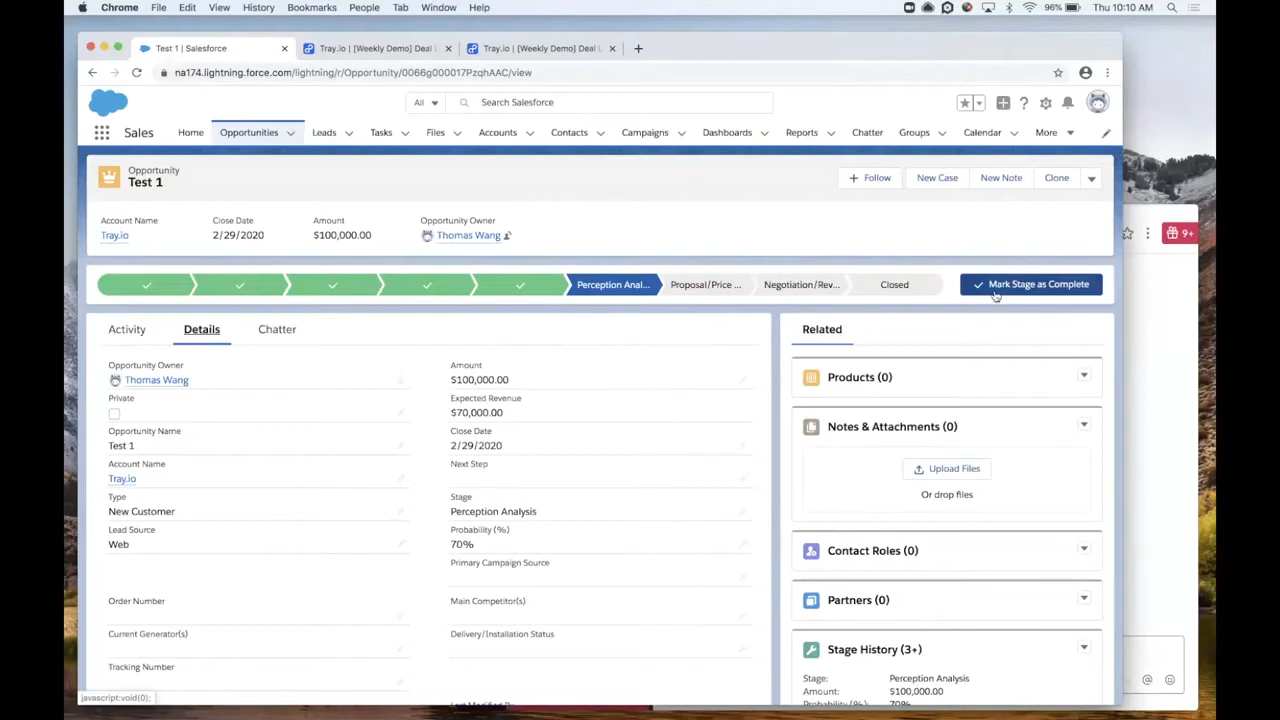 Chrome File Edit View History Bookmarks People Tab Window Help 96% Thu 10:10 AM
Test 1 | Salesforce Tray.io | [Weekly Demo] Deal Tray.io | [Weekly Demo] Deal
na174.lightning.force.com/lightning/r/Opportunity/0066g000017PzqhAAC/view
All Search Salesforce
Sales Home Opportunities Leads Tasks Files Accounts Contacts Campaigns Dashboards Reports Chatter Groups Calendar More
Opportunity
Test 1
Follow New Case New Note Clone
Account Name Close Date Amount Opportunity Owner
Tray.io 2/29/2020 $100,000.00 Thomas Wang
9+
Perception Anal... Proposal/Price ... Negotiation/Rev... Closed Mark Stage as Complete
Activity Details Chatter
Related
Opportunity Owner
Thomas Wang
Private
Opportunity Name
Test 1
Account Name
Tray.io
Type
New Customer
Lead Source
Web
Order Number
Current Generator(s)
Tracking Number
Amount
$100,000.00
Expected Revenue
$70,000.00
Close Date
2/29/2020
Next Step
Stage
Perception Analysis
Probability (%)
70%
Primary Campaign Source
Main Competitor(s)
Delivery/Installation Status
Products (0)
Notes & Attachments (0)
Upload Files
Or drop files
Contact Roles (0)
Partners (0)
Stage History (3+)
Stage: Perception Analysis
Amount: $100,000.00
Probability (%): 70%
javascript:void(0);